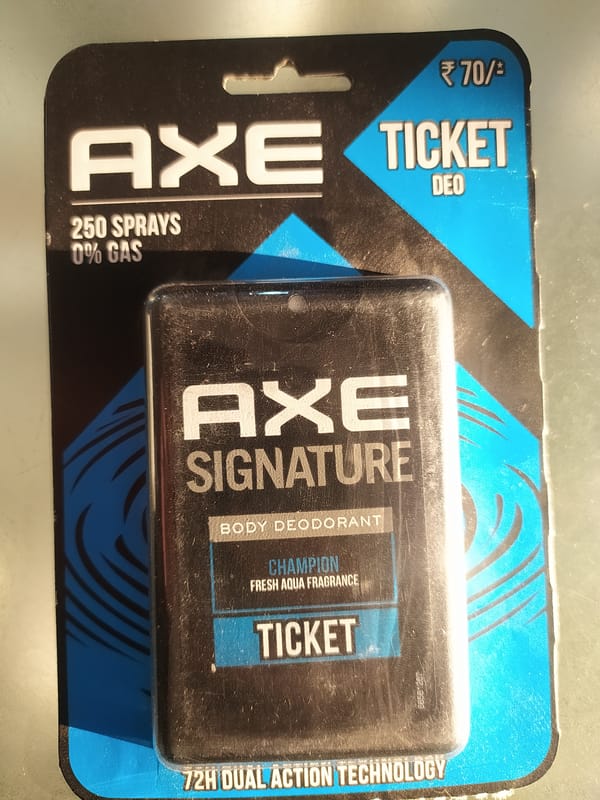 ₹ 70/-*
AXE
TICKET
DEO
250 SPRAYS
0% GAS
AXE
SIGNATURE
BODY DEODORANT
CHAMPION
FRESH AQUA FRAGRANCE
TICKET
72H DUAL ACTION TECHNOLOGY